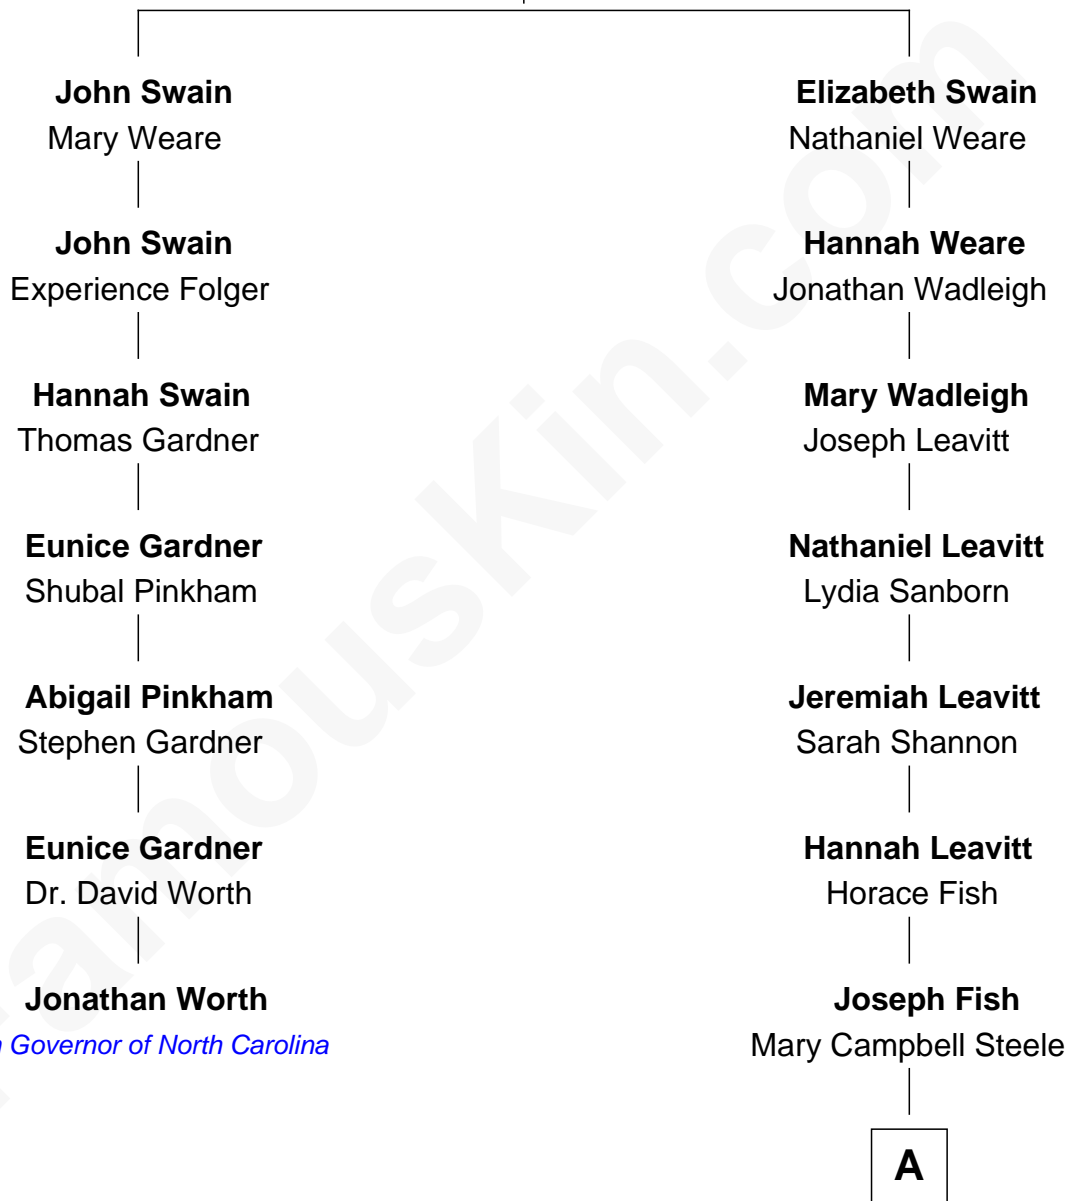 John Swain
Mary Weare
Elizabeth Swain
Nathaniel Weare
John Swain
Experience Folger
Hannah Weare
Jonathan Wadleigh
Hannah Swain
Thomas Gardner
Mary Wadleigh
Joseph Leavitt
Eunice Gardner
Shubal Pinkham
Nathaniel Leavitt
Lydia Sanborn
Abigail Pinkham
Stephen Gardner
Jeremiah Leavitt
Sarah Shannon
Eunice Gardner
Dr. David Worth
Hannah Leavitt
Horace Fish
Jonathan Worth
Governor of North Carolina
Joseph Fish
Mary Campbell Steele
A
FamousKin.com